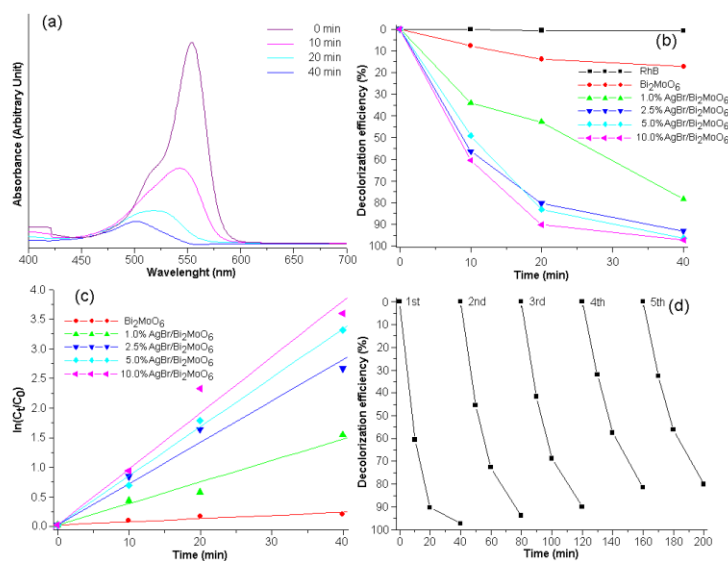 (a)
0 min
10 min
20 min
40 min
Absorbance (Arbitrary Unit)
400 450 500 550 600 650 700
Wavelenght (nm)
(b)
0
10
20
30
40
50
60
70
80
90
100
Decolorization efficiency (%)
RhB
Bi₂MoO₆
1.0%AgBr/Bi₂MoO₆
2.5%AgBr/Bi₂MoO₆
5.0%AgBr/Bi₂MoO₆
10.0%AgBr/Bi₂MoO₆
0 10 20 30 40
Time (min)
(c)
4.0
3.5
3.0
2.5
2.0
1.5
1.0
0.5
0.0
ln(Cₜ/C₀)
Bi₂MoO₆
1.0%AgBr/Bi₂MoO₆
2.5%AgBr/Bi₂MoO₆
5.0%AgBr/Bi₂MoO₆
10.0%AgBr/Bi₂MoO₆
0 10 20 30 40
Time (min)
1st 2nd 3rd 4th 5th
(d)
0
10
20
30
40
50
60
70
80
90
100
Decolorization efficiency (%)
0 20 40 60 80 100 120 140 160 180 200
Time (min)